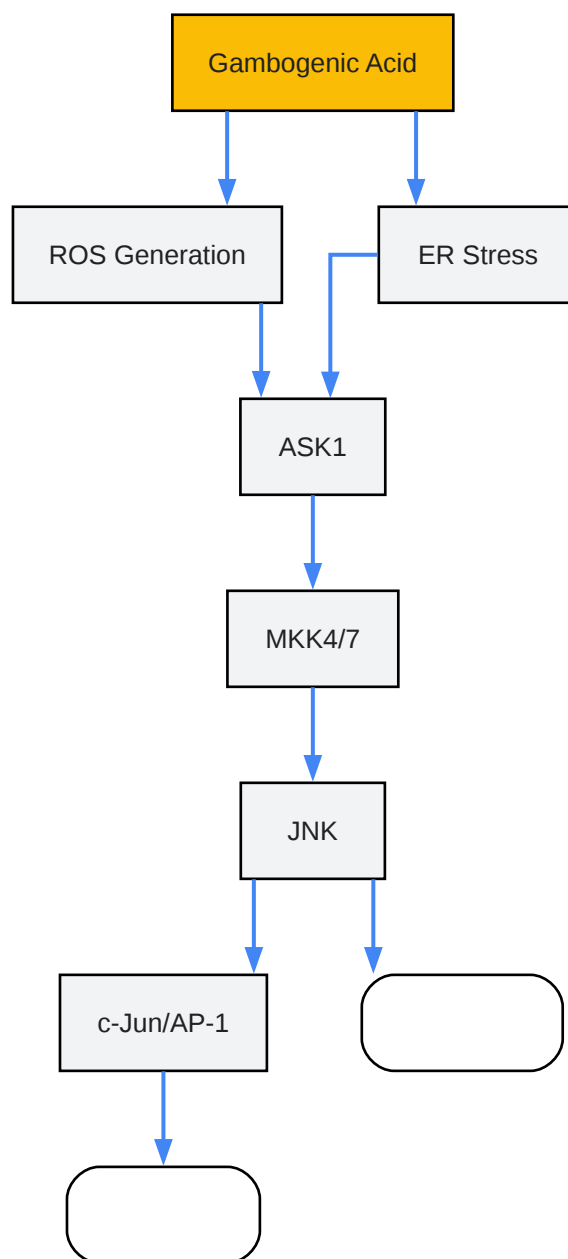 Gambogenic Acid
ROS Generation
ER Stress
ASK1
MKK4/7
JNK
c-Jun/AP-1